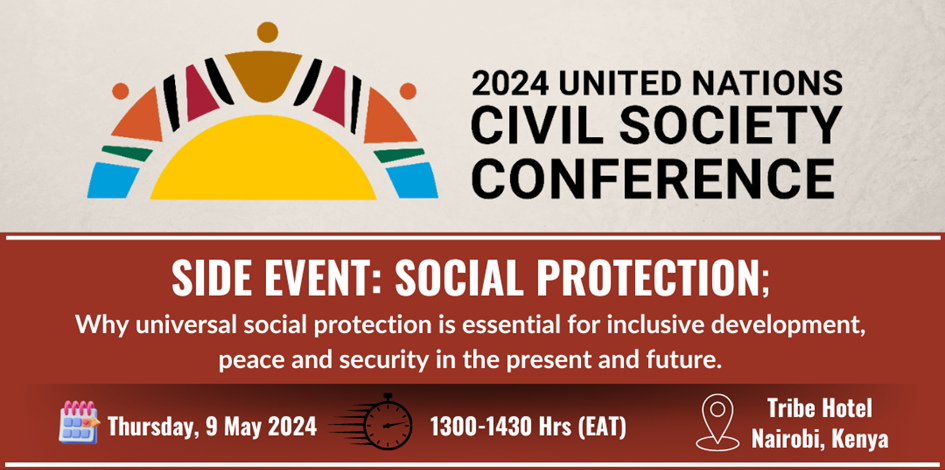 2024 UNITED NATIONS
CIVIL SOCIETY
CONFERENCE
SIDE EVENT: SOCIAL PROTECTION;
Why universal social protection is essential for inclusive development,
peace and security in the present and future.
Thursday, 9 May 2024
1300-1430 Hrs (EAT)
Tribe Hotel
Nairobi, Kenya